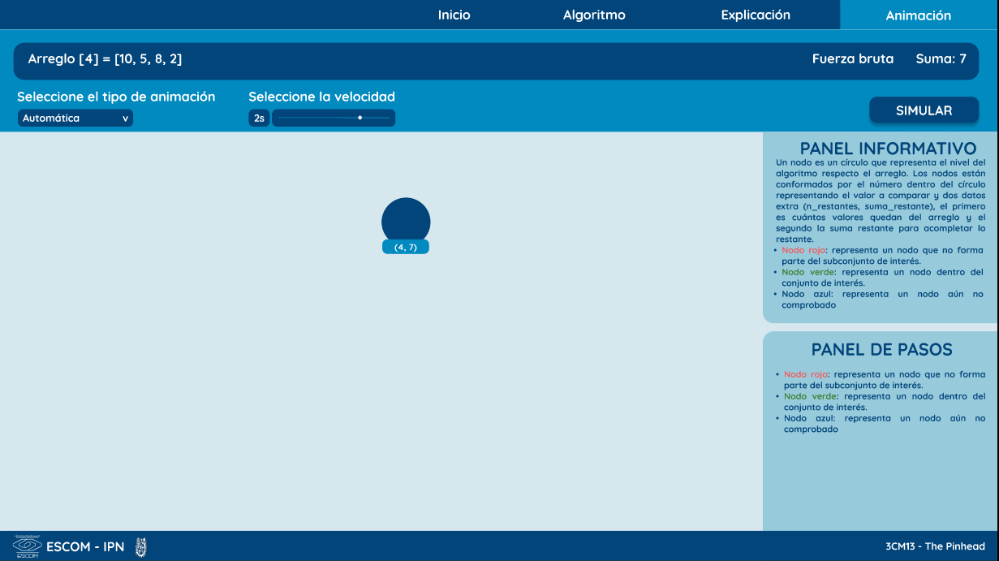 Inicio
Algoritmo
Explicación
Animación
Arreglo [4] = [10, 5, 8, 2]
Fuerza bruta
Suma: 7
Seleccione el tipo de animación
Seleccione la velocidad
Automática v
2s
SIMULAR
(4, 7)
PANEL INFORMATIVO
Un nodo es un círculo que representa el nivel del
algoritmo respecto el arreglo. Los nodos están
conformados por el número dentro del círculo
representando el valor a comparar y dos datos
extra (n_restantes, suma_restante), el primero
es cuántos valores quedan del arreglo y el
segundo la suma restante para acompletar lo
restante.
• Nodo rojo: representa un nodo que no forma
parte del subconjunto de interés.
• Nodo verde: representa un nodo dentro del
conjunto de interés.
• Nodo azul: representa un nodo aún no
comprobado
PANEL DE PASOS
• Nodo rojo: representa un nodo que no forma
parte del subconjunto de interés.
• Nodo verde: representa un nodo dentro del
conjunto de interés.
• Nodo azul: representa un nodo aún no
comprobado
ESCOM
ESCOM - IPN
3CM13 - The Pinhead